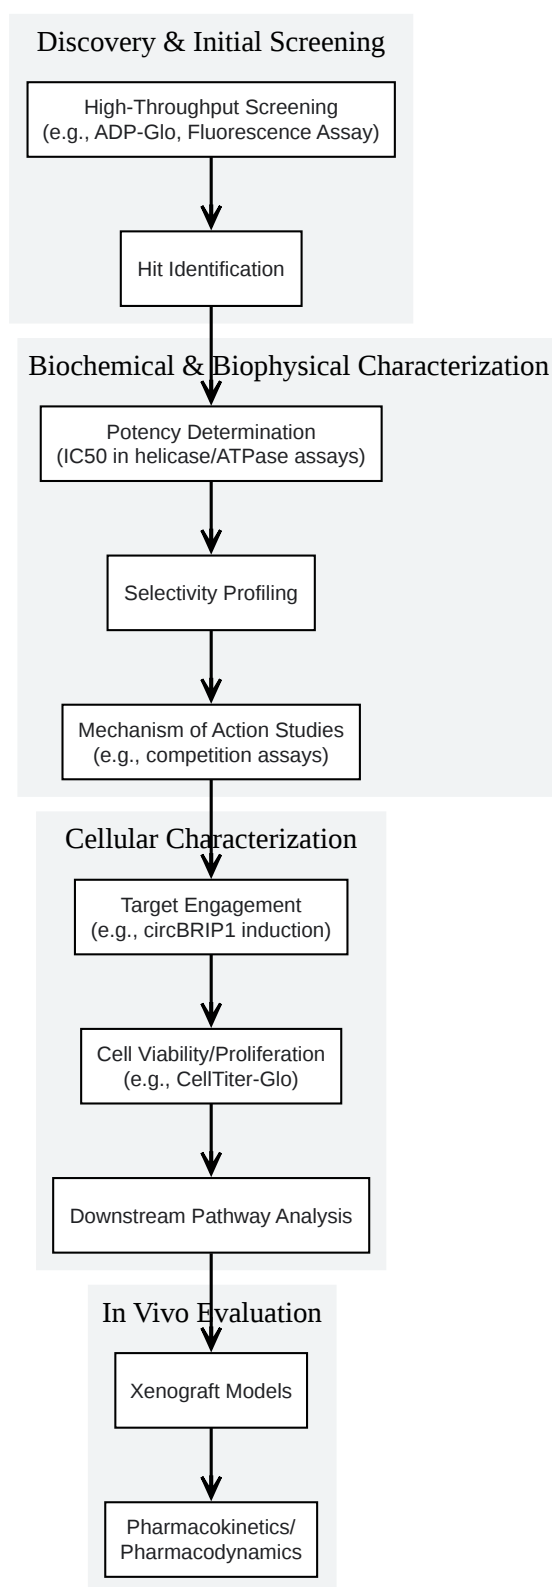 Discovery & Initial Screening
High-Throughput Screening
(e.g., ADP-Glo, Fluorescence Assay)
Hit Identification
Biochemical & Biophysical Characterization
Potency Determination
(IC50 in helicase/ATPase assays)
Selectivity Profiling
Mechanism of Action Studies
(e.g., competition assays)
Cellular Characterization
Target Engagement
(e.g., circBRIP1 induction)
Cell Viability/Proliferation
(e.g., CellTiter-Glo)
Downstream Pathway Analysis
In Vivo Evaluation
Xenograft Models
Pharmacokinetics/
Pharmacodynamics